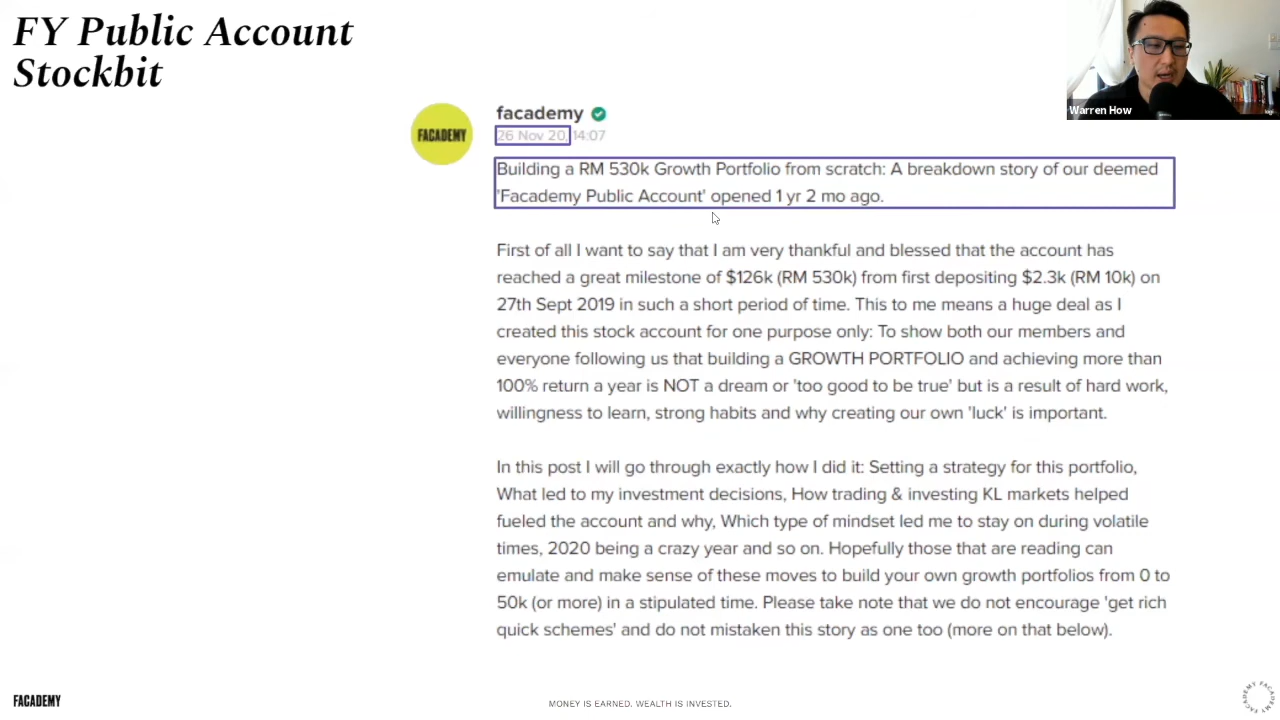 FY Public Account
Stockbit
Warren How
FACADEMY
facademy
26 Nov 20, 14:07
Building a RM 530k Growth Portfolio from scratch: A breakdown story of our deemed
'Facademy Public Account' opened 1 yr 2 mo ago.
First of all I want to say that I am very thankful and blessed that the account has
reached a great milestone of $126k (RM 530k) from first depositing $2.3k (RM 10k) on
27th Sept 2019 in such a short period of time. This to me means a huge deal as I
created this stock account for one purpose only: To show both our members and
everyone following us that building a GROWTH PORTFOLIO and achieving more than
100% return a year is NOT a dream or 'too good to be true' but is a result of hard work,
willingness to learn, strong habits and why creating our own 'luck' is important.
In this post I will go through exactly how I did it: Setting a strategy for this portfolio,
What led to my investment decisions, How trading & investing KL markets helped
fueled the account and why, Which type of mindset led me to stay on during volatile
times, 2020 being a crazy year and so on. Hopefully those that are reading can
emulate and make sense of these moves to build your own growth portfolios from 0 to
50k (or more) in a stipulated time. Please take note that we do not encourage 'get rich
quick schemes' and do not mistaken this story as one too (more on that below).
FACADEMY
MONEY IS EARNED. WEALTH IS INVESTED.
FACADEMY FACADEMY